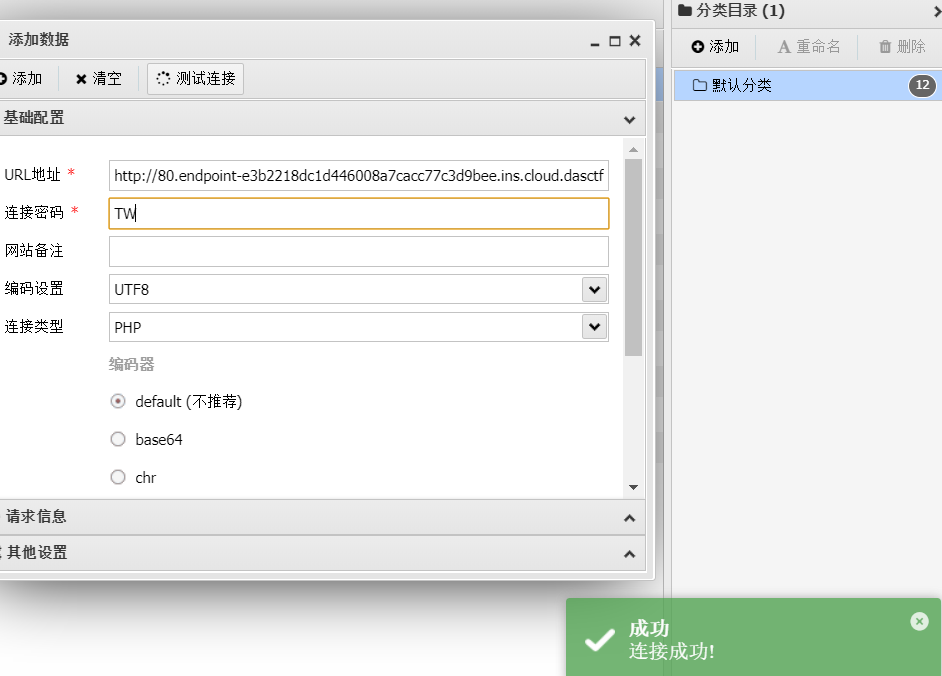 添加数据
添加 清空 测试连接
基础配置
URL地址 * http://80.endpoint-e3b2218dc1d446008a7cacc77c3d9bee.ins.cloud.dasctf
连接密码 * TW
网站备注
编码设置 UTF8
连接类型 PHP
编码器
default (不推荐)
base64
chr
请求信息
其他设置
分类目录 (1)
添加 重命名 删除
默认分类 12
成功
连接成功!